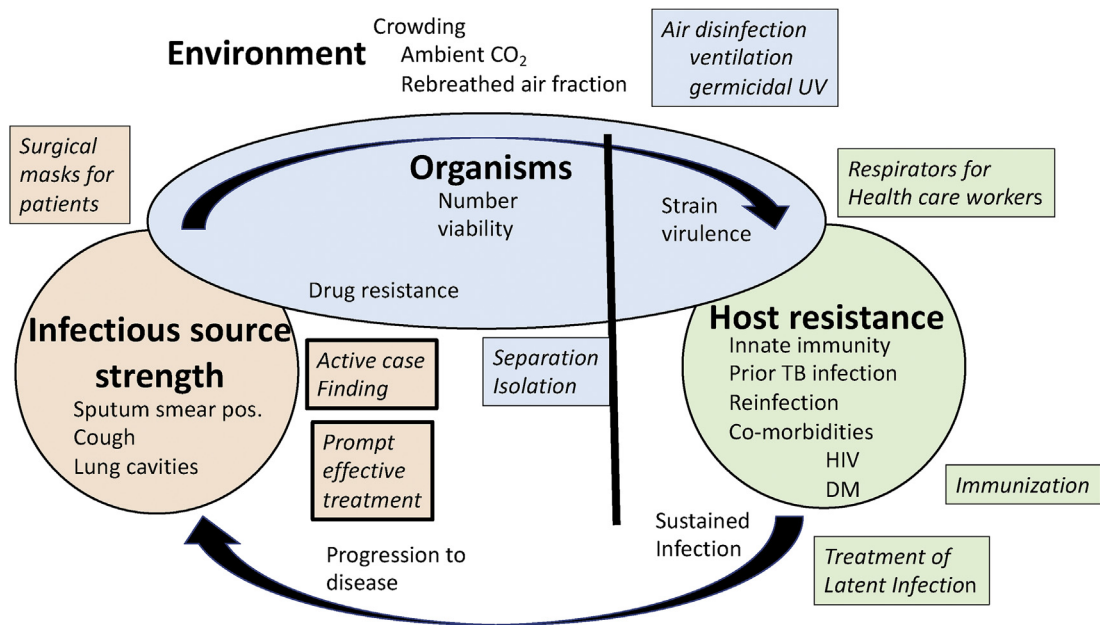 Environment
Crowding
Ambient CO₂
Rebreathed air fraction
Air disinfection
ventilation
germicidal UV
Surgical
masks for
patients
Organisms
Number
viability
Strain
virulence
Drug resistance
Respirators for
Health care workers
Infectious source
strength
Sputum smear pos.
Cough
Lung cavities
Active case
Finding
Prompt
effective
treatment
Separation
Isolation
Host resistance
Innate immunity
Prior TB infection
Reinfection
Co-morbidities
HIV
DM
Immunization
Sustained
Infection
Progression to
disease
Treatment of
Latent Infection